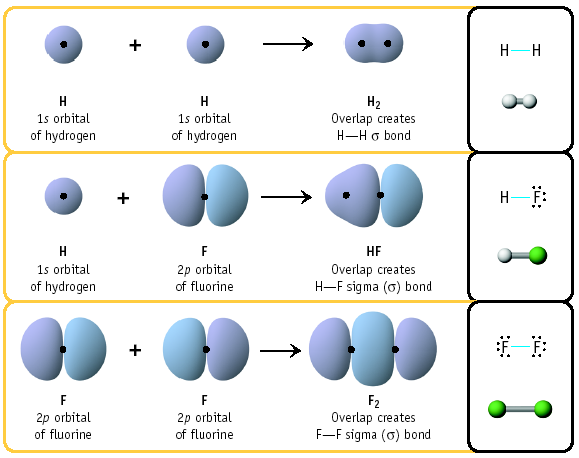 +
H
1s orbital
of hydrogen
H
1s orbital
of hydrogen
H2
Overlap creates
H—H σ bond
H—H
+
H
1s orbital
of hydrogen
F
2p orbital
of fluorine
HF
Overlap creates
H—F sigma (σ) bond
H—F
+
F
2p orbital
of fluorine
F
2p orbital
of fluorine
F2
Overlap creates
F—F sigma (σ) bond
F—F